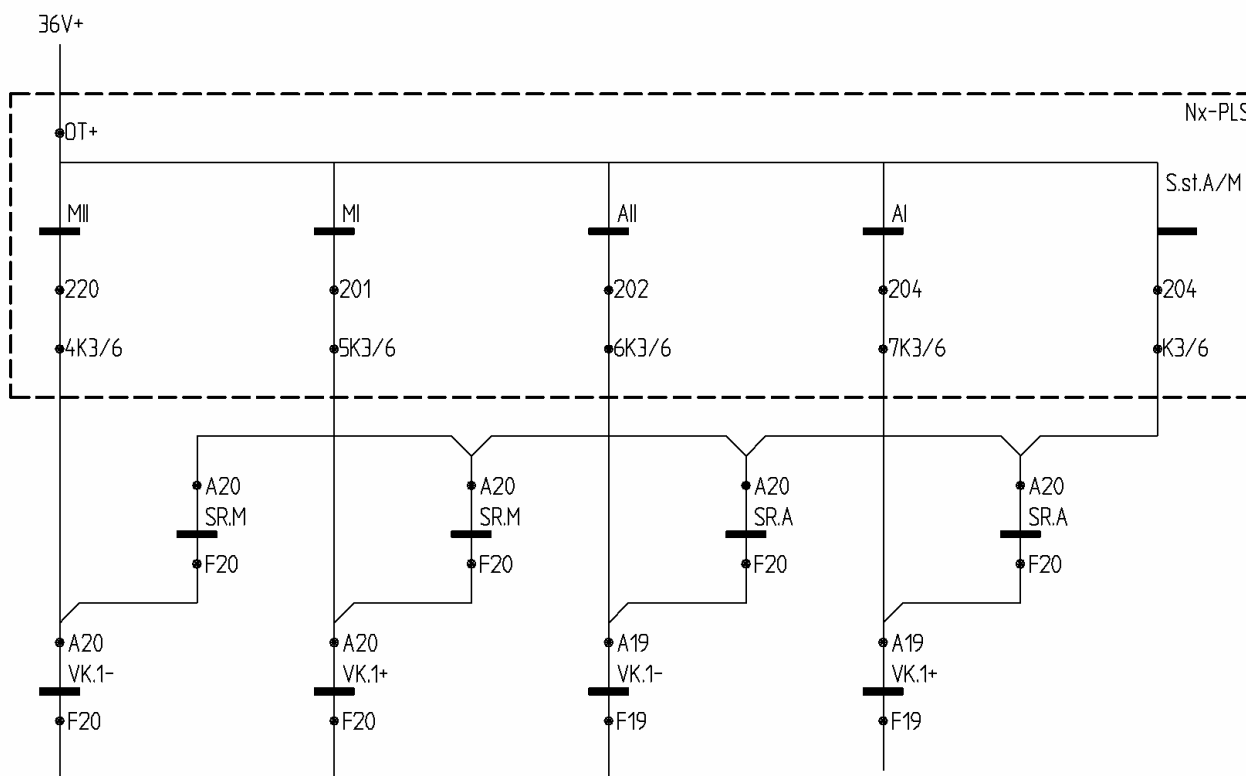 36V+
Nx-PLS
OT+
S.st.A/M
MII MI AII AI
220 201 202 204 204
4K3/6 5K3/6 6K3/6 7K3/6 K3/6
A20 A20 A20 A20
SR.M SR.M SR.A SR.A
F20 F20 F20 F20
A20 A20 A19 A19
VK.1- VK.1+ VK.1- VK.1+
F20 F20 F19 F19